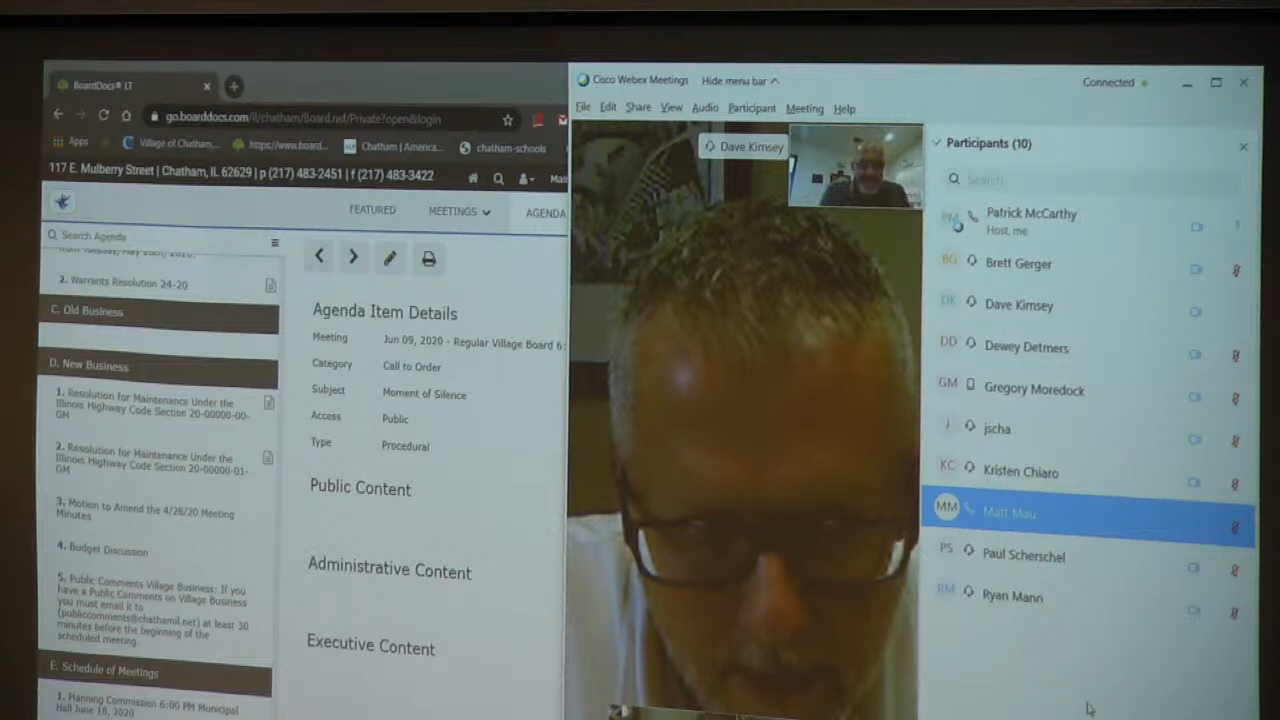 BoardDocs® LT
go.boarddocs.com/il/chatham/Board.nsf/Private?open&login
Apps
Village of Chatham,...
https://www.board...
Chatham | America...
chatham-schools
117 E. Mulberry Street | Chatham, IL 62629 | p (217) 483-2451 | f (217) 483-3422
FEATURED
MEETINGS
AGENDA
Search Agenda
2. Warrants Resolution 24-20
C. Old Business
D. New Business
1. Resolution for Maintenance Under the
Illinois Highway Code Section 20-00000-00-
GM
2. Resolution for Maintenance Under the
Illinois Highway Code Section 20-00000-01-
GM
3. Motion to Amend the 4/28/20 Meeting
Minutes
4. Budget Discussion
5. Public Comments Village Business: If you
have a Public Comments on Village Business
you must email it to
(publiccomments@chathamil.net) at least 30
minutes before the beginning of the
scheduled meeting.
E. Schedule of Meetings
1. Planning Commission 6:00 PM Municipal
Hall June 18, 2020
Agenda Item Details
Meeting Jun 09, 2020 - Regular Village Board 6:
Category Call to Order
Subject Moment of Silence
Access Public
Type Procedural
Public Content
Administrative Content
Executive Content
Cisco Webex Meetings Hide menu bar
Connected
File Edit Share View Audio Participant Meeting Help
Dave Kimsey
Participants (10)
Search
PM Patrick McCarthy
Host, me
BG Brett Gerger
DK Dave Kimsey
DD Dewey Detmers
GM Gregory Moredock
J jscha
KC Kristen Chiaro
MM Matt Mau
PS Paul Scherschel
RM Ryan Mann